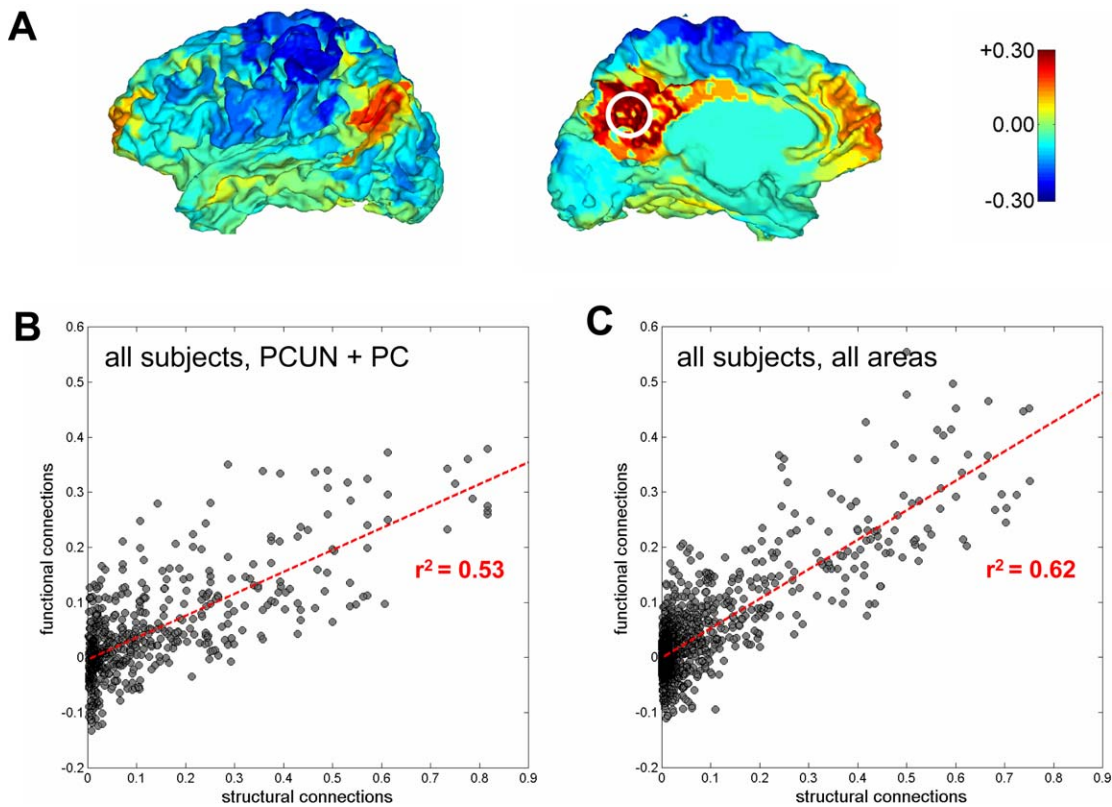 A
+0.30
0.00
-0.30
B
all subjects, PCUN + PC
r² = 0.53
functional connections
0.6
0.5
0.4
0.3
0.2
0.1
0
-0.1
-0.2
0 0.1 0.2 0.3 0.4 0.5 0.6 0.7 0.8 0.9
structural connections
C
all subjects, all areas
r² = 0.62
functional connections
0.6
0.5
0.4
0.3
0.2
0.1
0
-0.1
-0.2
0 0.1 0.2 0.3 0.4 0.5 0.6 0.7 0.8 0.9
structural connections